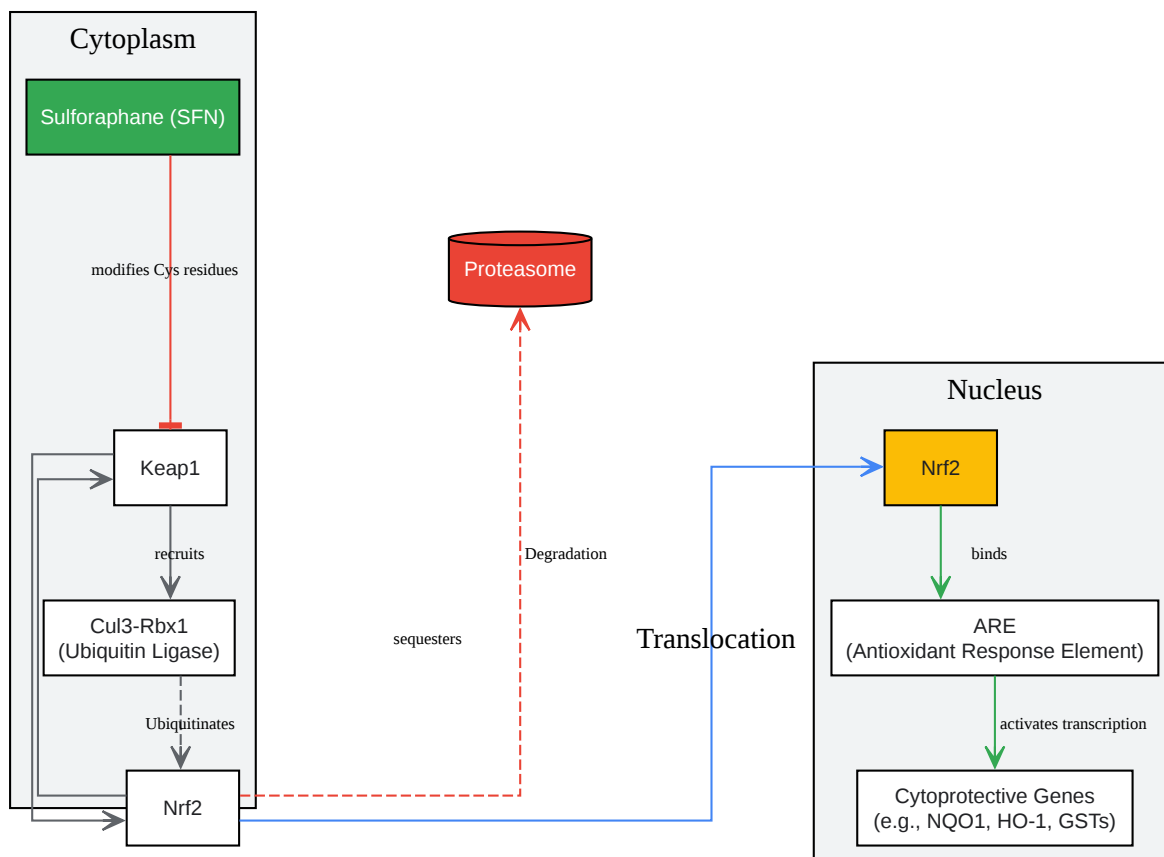 Cytoplasm
Sulforaphane (SFN)
modifies Cys residues
Proteasome
Nucleus
Keap1
Nrf2
recruits
Degradation
binds
Cul3-Rbx1
(Ubiquitin Ligase)
sequesters
Translocation
ARE
(Antioxidant Response Element)
Ubiquitinates
activates transcription
Nrf2
Cytoprotective Genes
(e.g., NQO1, HO-1, GSTs)